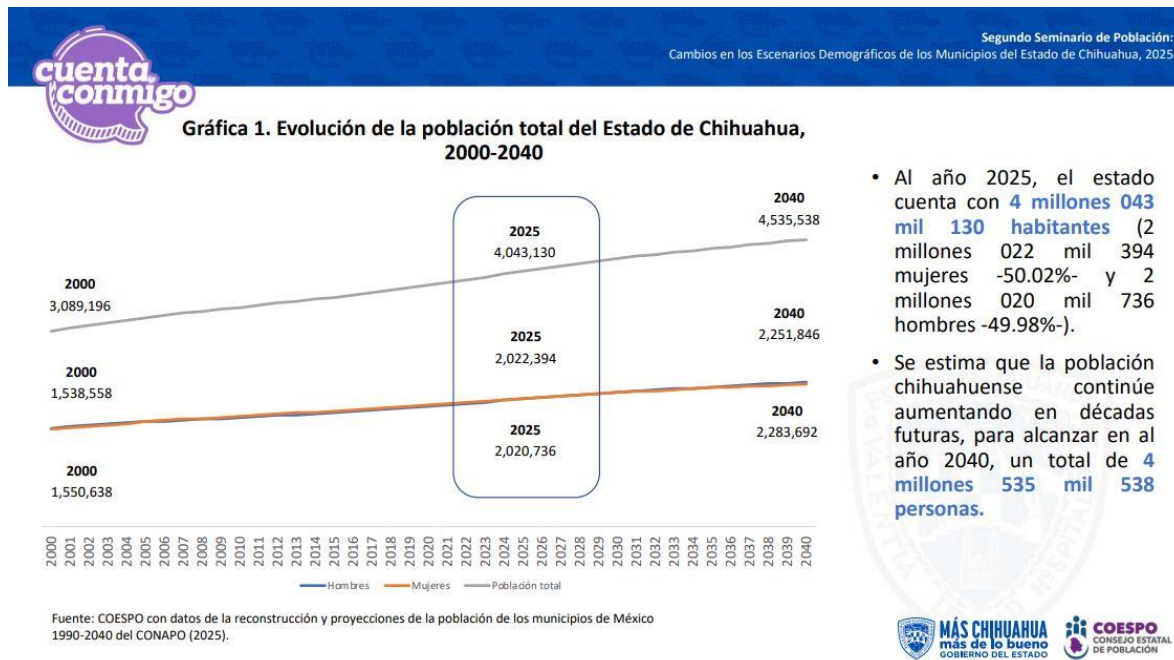 Segundo Seminario de Población:
Cambios en los Escenarios Demográficos de los Municipios del Estado de Chihuahua, 2025
cuenta
conmigo
Gráfica 1. Evolución de la población total del Estado de Chihuahua,
2000-2040
2000
3,089,196
2025
4,043,130
2040
4,535,538
2000
1,538,558
2025
2,022,394
2040
2,251,846
2000
1,550,638
2025
2,020,736
2040
2,283,692
2000
2001
2002
2003
2004
2005
2006
2007
2008
2009
2010
2011
2012
2013
2014
2015
2016
2017
2018
2019
2020
2021
2022
2023
2024
2025
2026
2027
2028
2029
2030
2031
2032
2033
2034
2035
2036
2037
2038
2039
2040
Hombres
Mujeres
Población total
• Al año 2025, el estado
cuenta con 4 millones 043
mil 130 habitantes (2
millones 022 mil 394
mujeres -50.02%- y 2
millones 020 mil 736
hombres -49.98%-).
• Se estima que la población
chihuahuense continúe
aumentando en décadas
futuras, para alcanzar en al
año 2040, un total de 4
millones 535 mil 538
personas.
Fuente: COESPO con datos de la reconstrucción y proyecciones de la población de los municipios de México
1990-2040 del CONAPO (2025).
MÁS CHIHUAHUA
más de lo bueno
GOBIERNO DEL ESTADO
COESPO
CONSEJO ESTATAL
DE POBLACIÓN